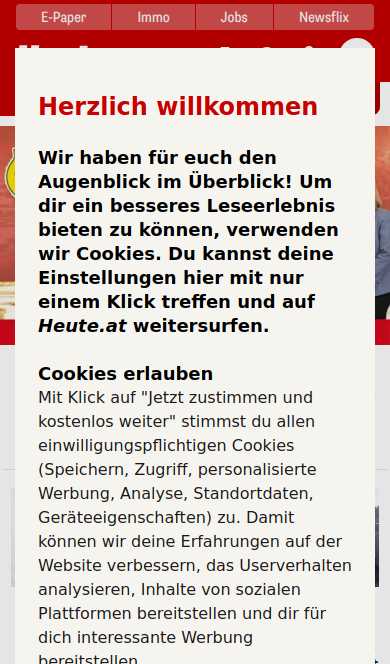 E-Paper
Immo
Jobs
Newsflix
Herzlich willkommen
Wir haben für euch den
Augenblick im Überblick! Um
dir ein besseres Leseerlebnis
bieten zu können, verwenden
wir Cookies. Du kannst deine
Einstellungen hier mit nur
einem Klick treffen und auf
Heute.at weitersurfen.
Cookies erlauben
Mit Klick auf "Jetzt zustimmen und
kostenlos weiter" stimmst du allen
einwilligungspflichtigen Cookies
(Speichern, Zugriff, personalisierte
Werbung, Analyse, Standortdaten,
Geräteeigenschaften) zu. Damit
können wir deine Erfahrungen auf der
Website verbessern, das Userverhalten
analysieren, Inhalte von sozialen
Plattformen bereitstellen und dir für
dich interessante Werbung
bereitstellen